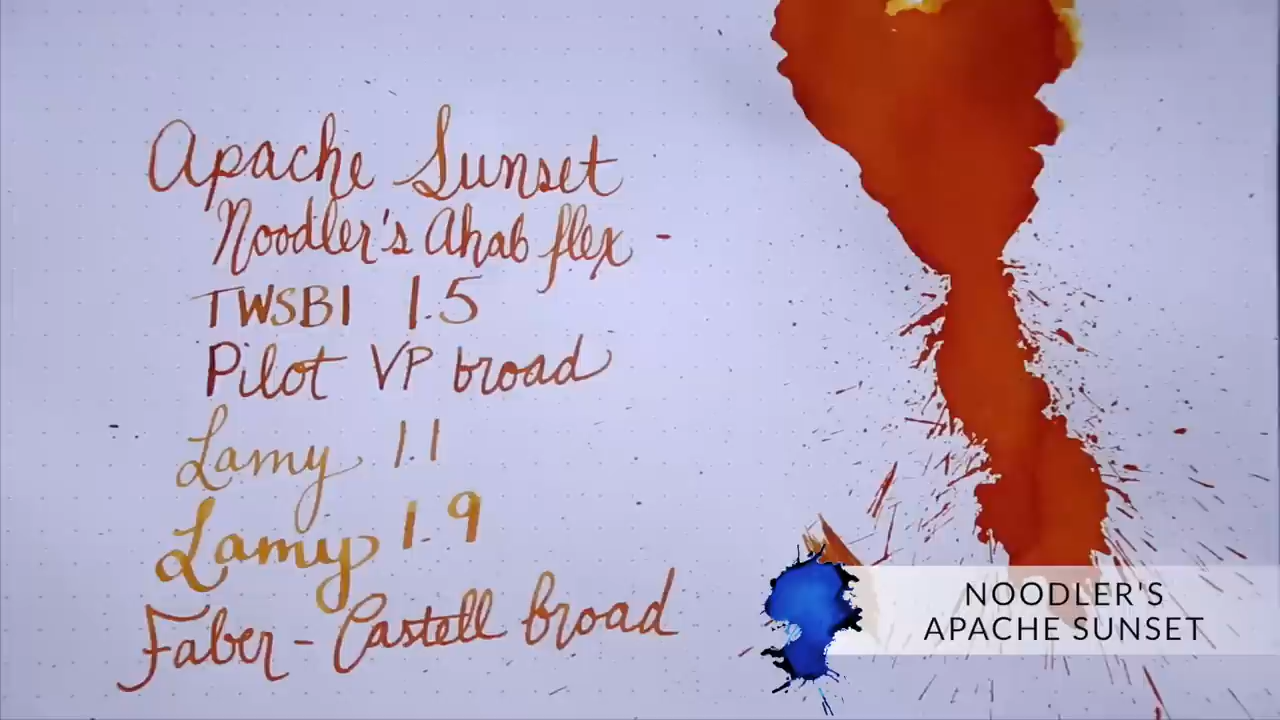 Apache Sunset
Noodler's Ahab flex -
TWSBI 1.5
Pilot VP broad
Lamy 1.1
Lamy 1.9
Faber-Castell broad
NOODLER'S
APACHE SUNSET